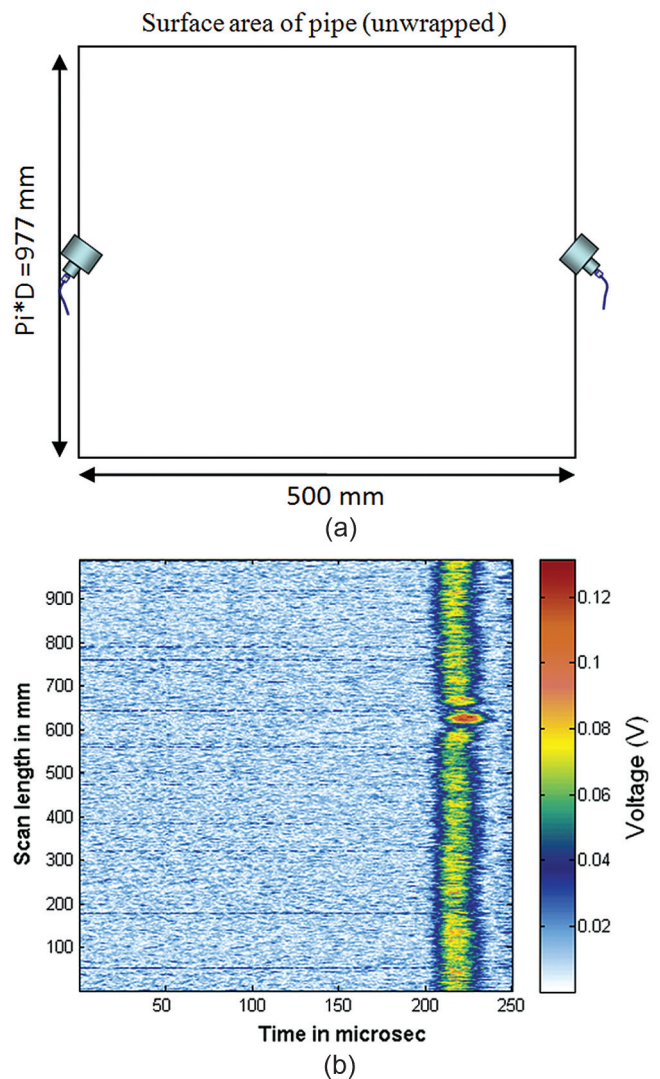 Surface area of pipe (unwrapped )
Pi*D =977 mm
500 mm
(a)
Scan length in mm
900
800
700
600
500
400
300
200
100
50
100
150
200
250
Time in microsec
0.12
0.1
0.08
0.06
0.04
0.02
Voltage (V)
(b)